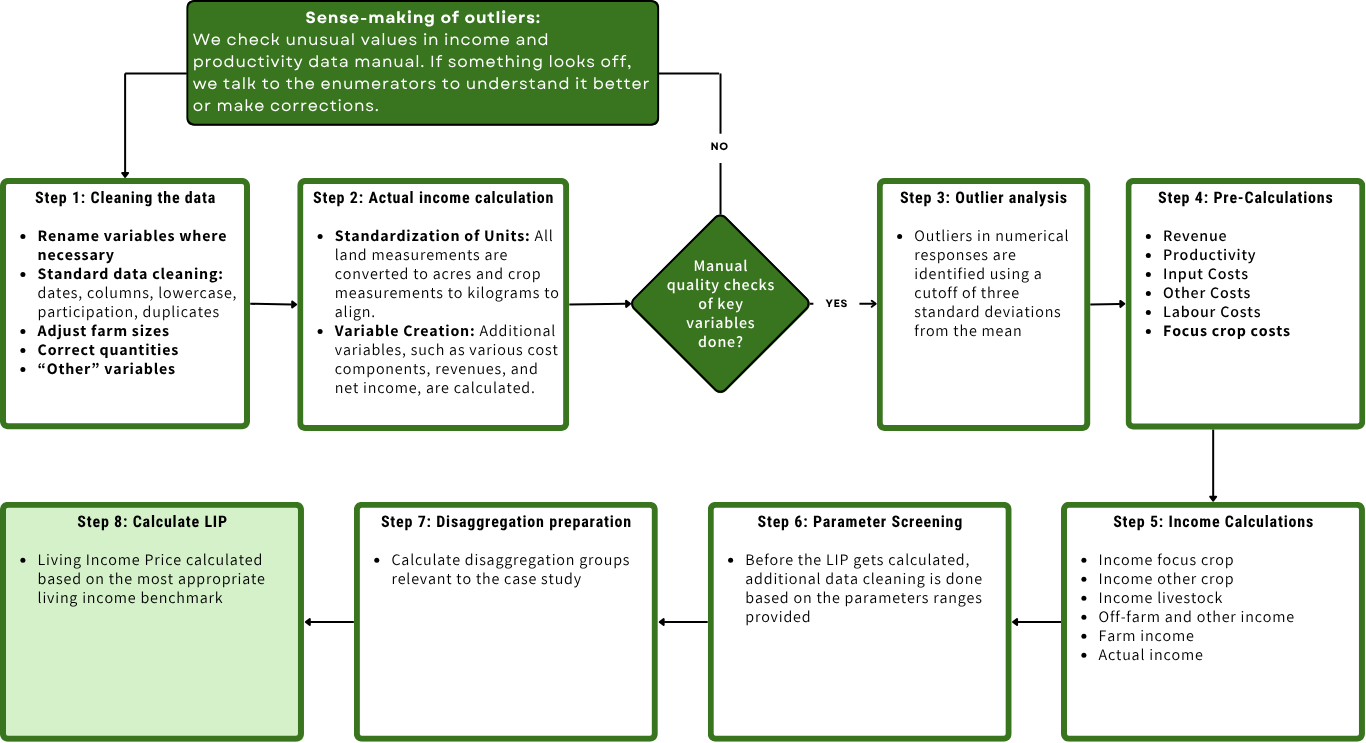 Sense-making of outliers:
We check unusual values in income and
productivity data manual. If something looks off,
we talk to the enumerators to understand it better
or make corrections.
NO
Step 1: Cleaning the data
• Rename variables where
necessary
• Standard data cleaning:
dates, columns, lowercase,
participation, duplicates
• Adjust farm sizes
• Correct quantities
• “Other” variables
Step 2: Actual income calculation
• Standardization of Units: All
land measurements are
converted to acres and crop
measurements to kilograms to
align.
• Variable Creation: Additional
variables, such as various cost
components, revenues, and
net income, are calculated.
Manual
quality checks
of key
variables
done?
YES
Step 3: Outlier analysis
• Outliers in numerical
responses are
identified using a
cutoff of three
standard deviations
from the mean
Step 4: Pre-Calculations
• Revenue
• Productivity
• Input Costs
• Other Costs
• Labour Costs
• Focus crop costs
Step 5: Income Calculations
• Income focus crop
• Income other crop
• Income livestock
• Off-farm and other income
• Farm income
• Actual income
Step 6: Parameter Screening
• Before the LIP gets calculated,
additional data cleaning is done
based on the parameters ranges
provided
Step 7: Disaggregation preparation
• Calculate disaggregation groups
relevant to the case study
Step 8: Calculate LIP
• Living Income Price calculated
based on the most appropriate
living income benchmark